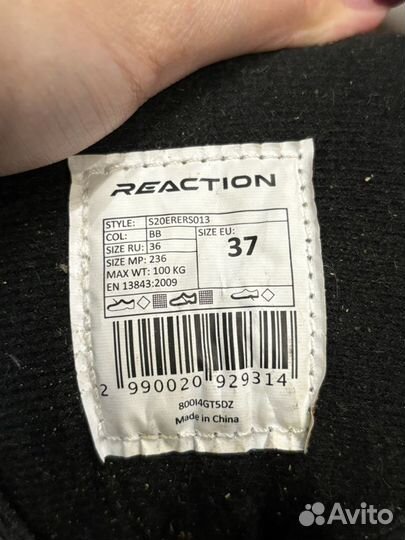 REACTION
STYLE: S20ERERS013
COL: BB
SIZE RU: 36
SIZE MP: 236
MAX WT: 100 KG
EN 13843:2009
SIZE EU:
37
2 990020 929314
800I4GT5DZ
Made in China
Avito